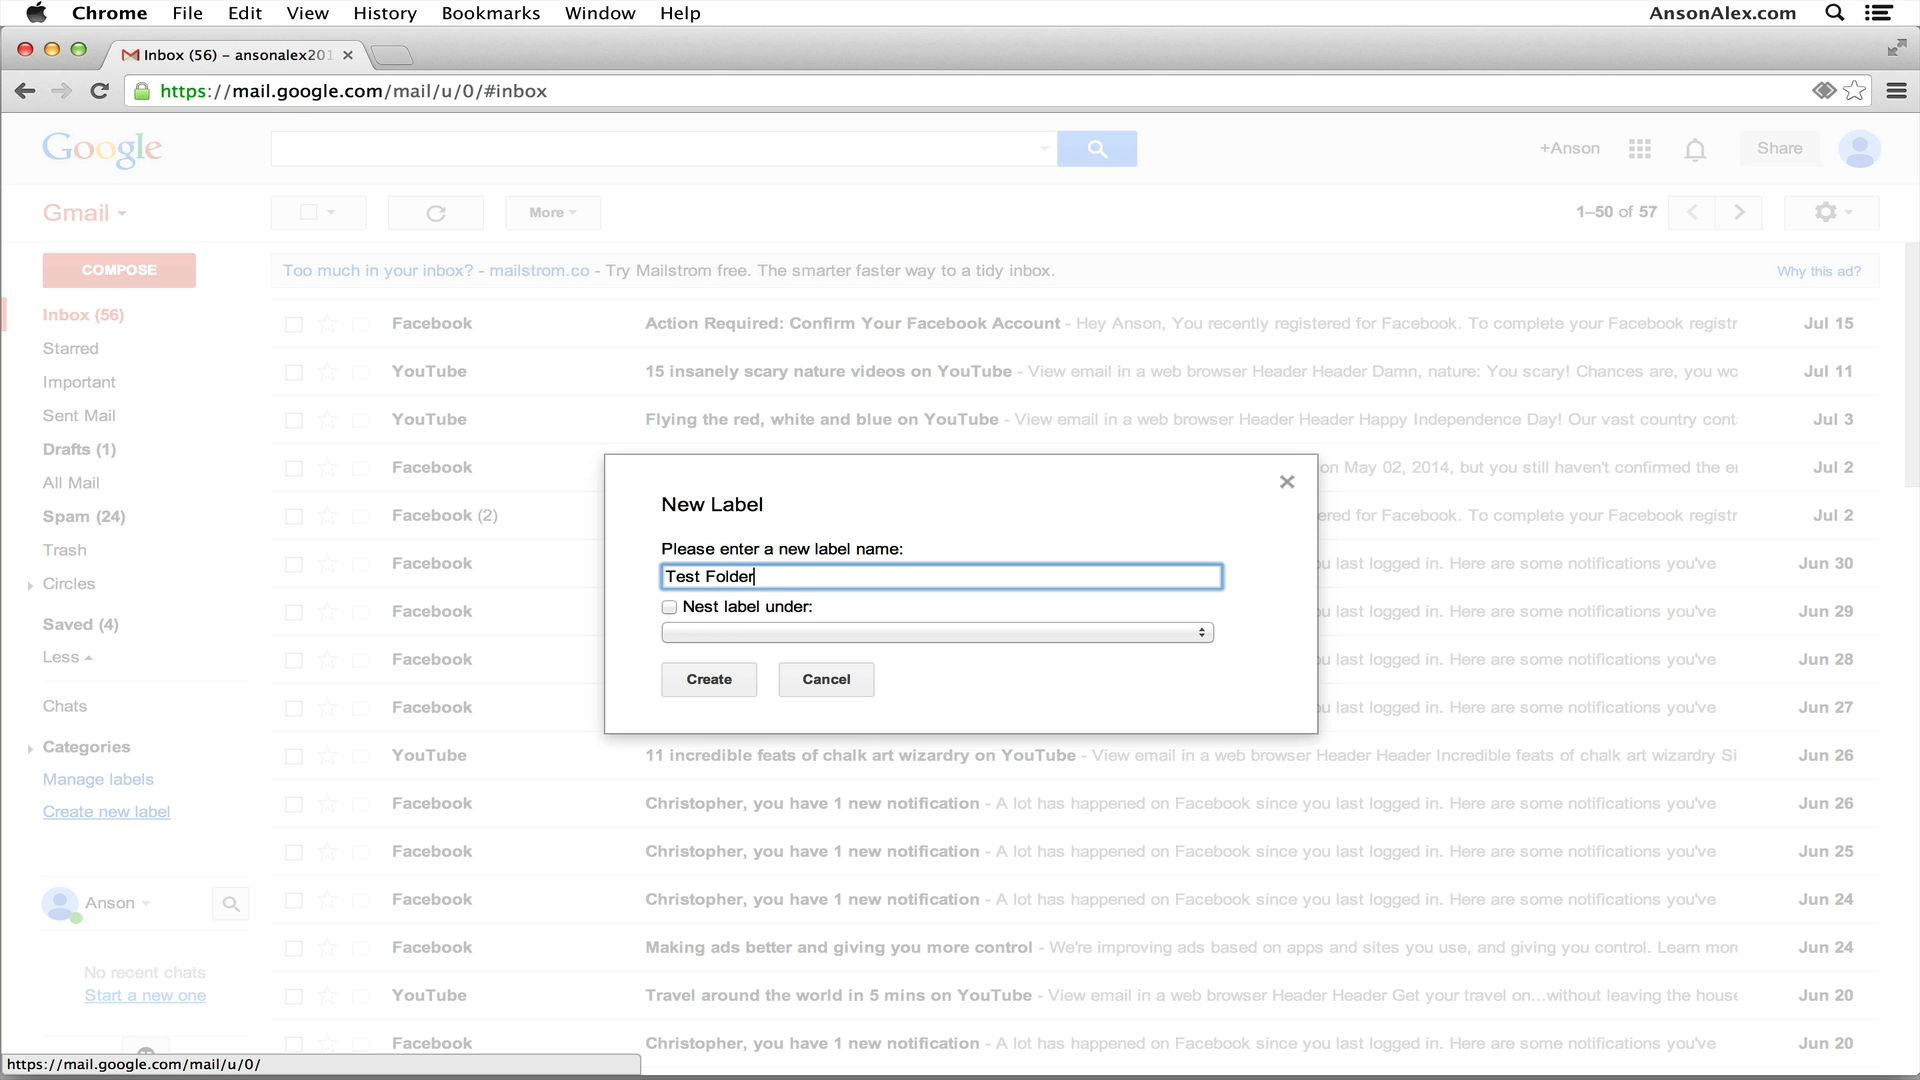 Chrome File Edit View History Bookmarks Window Help AnsonAlex.com
Inbox (56) – ansonalex201
https://mail.google.com/mail/u/0/#inbox
Google +Anson Share
Gmail More 1–50 of 57
COMPOSE
Too much in your inbox? - mailstrom.co - Try Mailstrom free. The smarter faster way to a tidy inbox. Why this ad?
Inbox (56)
Starred
Important
Sent Mail
Drafts (1)
All Mail
Spam (24)
Trash
Circles
Saved (4)
Less
Chats
Categories
Manage labels
Create new label
Anson
No recent chats
Start a new one
Facebook Action Required: Confirm Your Facebook Account - Hey Anson, You recently registered for Facebook. To complete your Facebook registr Jul 15
YouTube 15 insanely scary nature videos on YouTube - View email in a web browser Header Header Damn, nature: You scary! Chances are, you wo Jul 11
YouTube Flying the red, white and blue on YouTube - View email in a web browser Header Header Happy Independence Day! Our vast country cont Jul 3
Facebook on May 02, 2014, but you still haven't confirmed the er Jul 2
Facebook (2) ered for Facebook. To complete your Facebook registr Jul 2
Facebook u last logged in. Here are some notifications you've Jun 30
Facebook u last logged in. Here are some notifications you've Jun 29
Facebook u last logged in. Here are some notifications you've Jun 28
Facebook u last logged in. Here are some notifications you've Jun 27
YouTube 11 incredible feats of chalk art wizardry on YouTube - View email in a web browser Header Header Incredible feats of chalk art wizardry Si Jun 26
Facebook Christopher, you have 1 new notification - A lot has happened on Facebook since you last logged in. Here are some notifications you've Jun 26
Facebook Christopher, you have 1 new notification - A lot has happened on Facebook since you last logged in. Here are some notifications you've Jun 25
Facebook Christopher, you have 1 new notification - A lot has happened on Facebook since you last logged in. Here are some notifications you've Jun 24
Facebook Making ads better and giving you more control - We're improving ads based on apps and sites you use, and giving you control. Learn more Jun 24
YouTube Travel around the world in 5 mins on YouTube - View email in a web browser Header Header Get your travel on...without leaving the house Jun 20
Facebook Christopher, you have 1 new notification - A lot has happened on Facebook since you last logged in. Here are some notifications you've Jun 20
New Label
Please enter a new label name:
Test Folder
Nest label under:
Create Cancel
https://mail.google.com/mail/u/0/